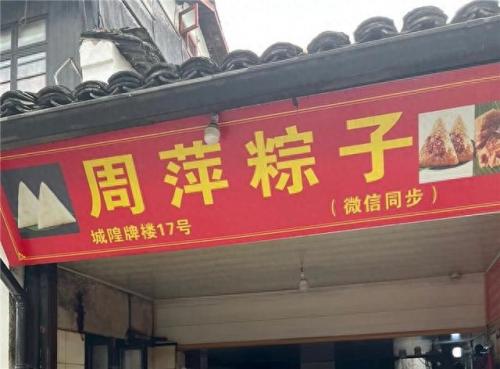 周萍粽子
（微信同步）
城隍牌楼17号